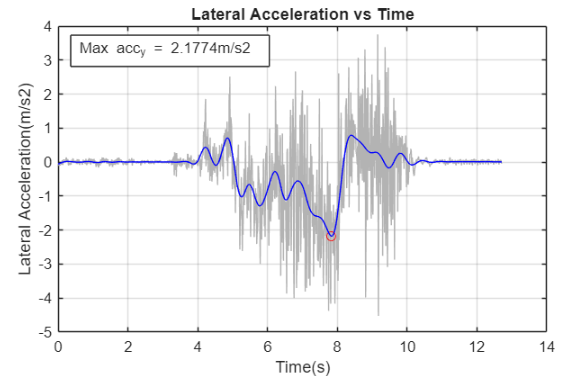 Lateral Acceleration vs Time
Max acc_y = 2.1774m/s2
Lateral Acceleration(m/s2)
4
3
2
1
0
-1
-2
-3
-4
-5
0 2 4 6 8 10 12 14
Time(s)